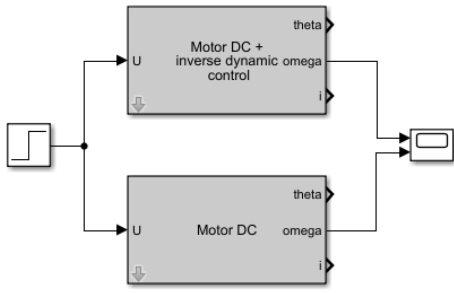 theta
Motor DC +
U
inverse dynamic
omega
control
i
theta
U
Motor DC
omega
i